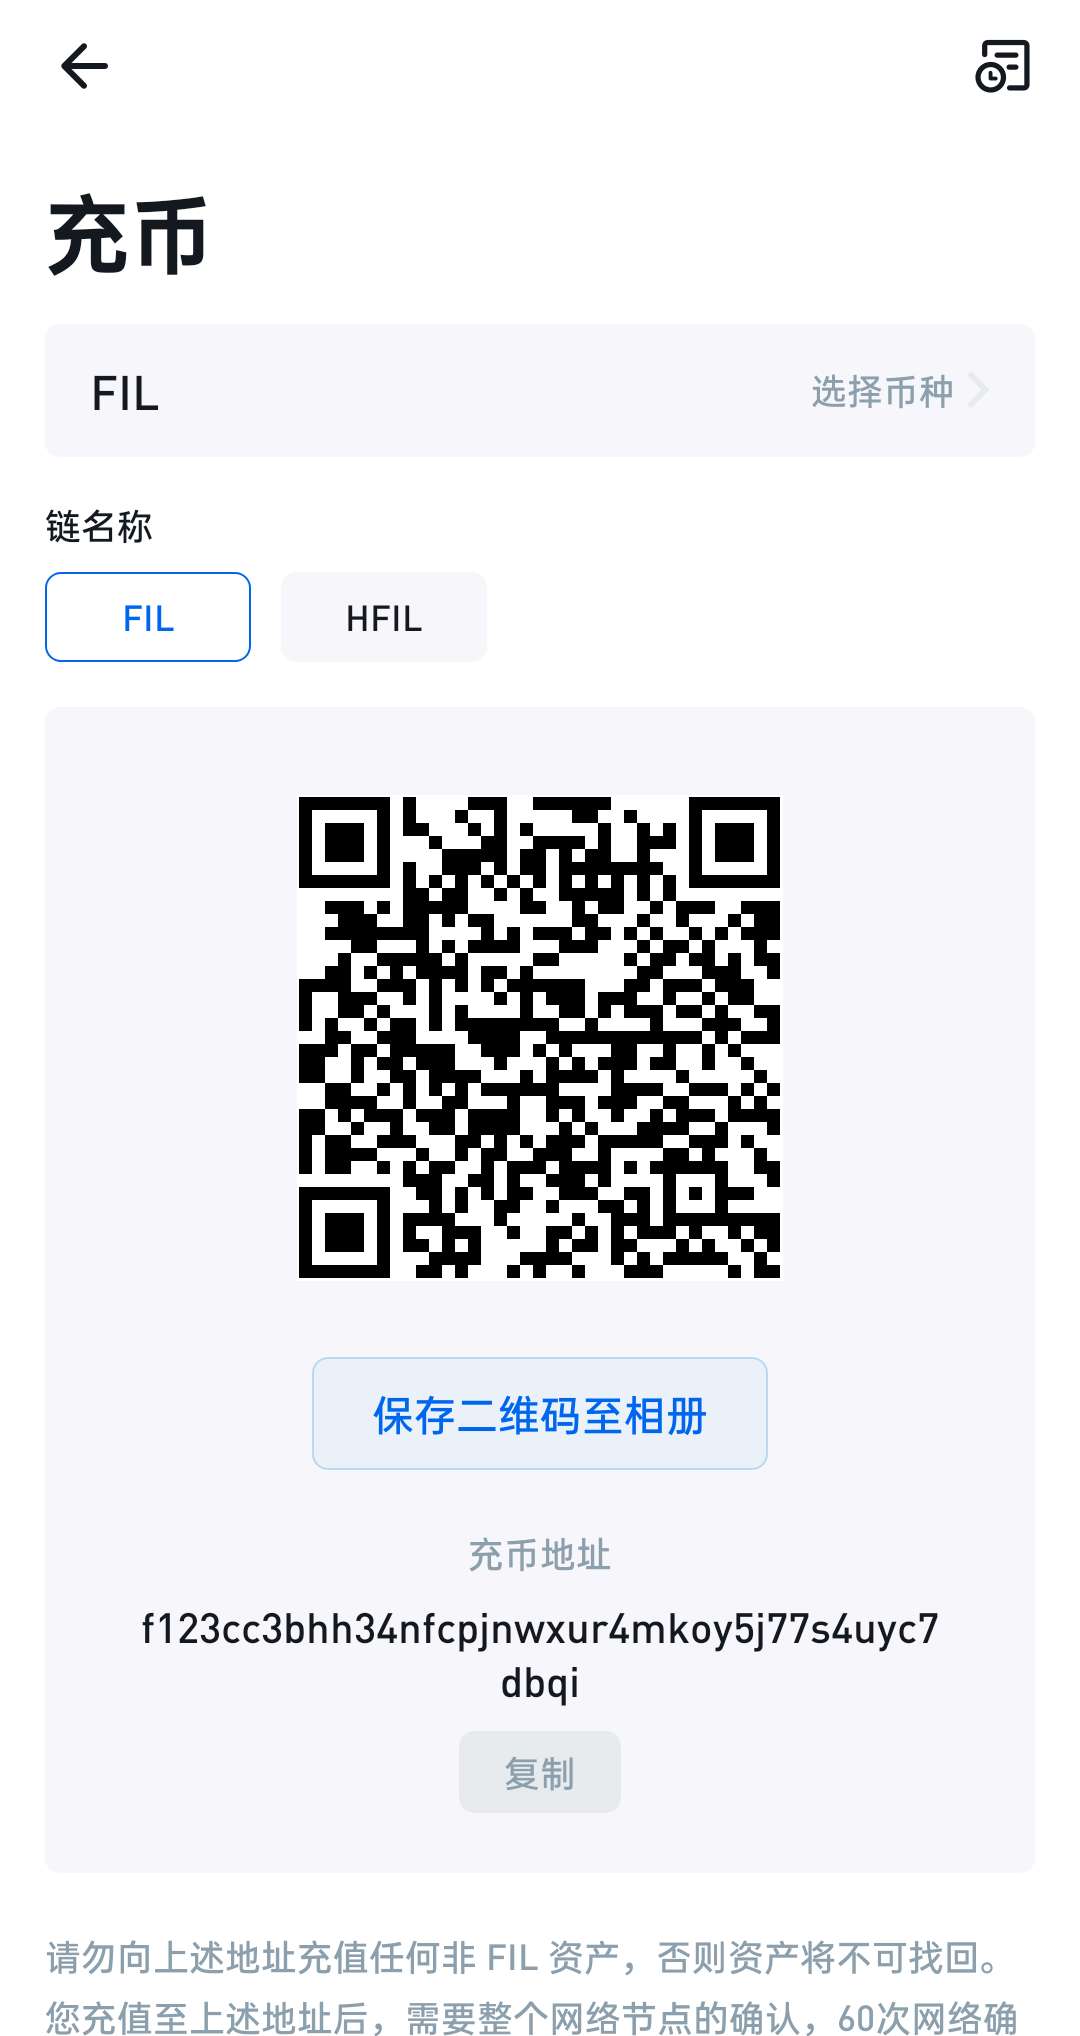 充币
FIL
选择币种
链名称
FIL
HFIL
保存二维码至相册
充币地址
f123cc3bhh34nfcpjnwxur4mkoy5j77s4uyc7
dbqi
复制
请勿向上述地址充值任何非 FIL 资产，否则资产将不可找回。
您充值至上述地址后，需要整个网络节点的确认，60次网络确